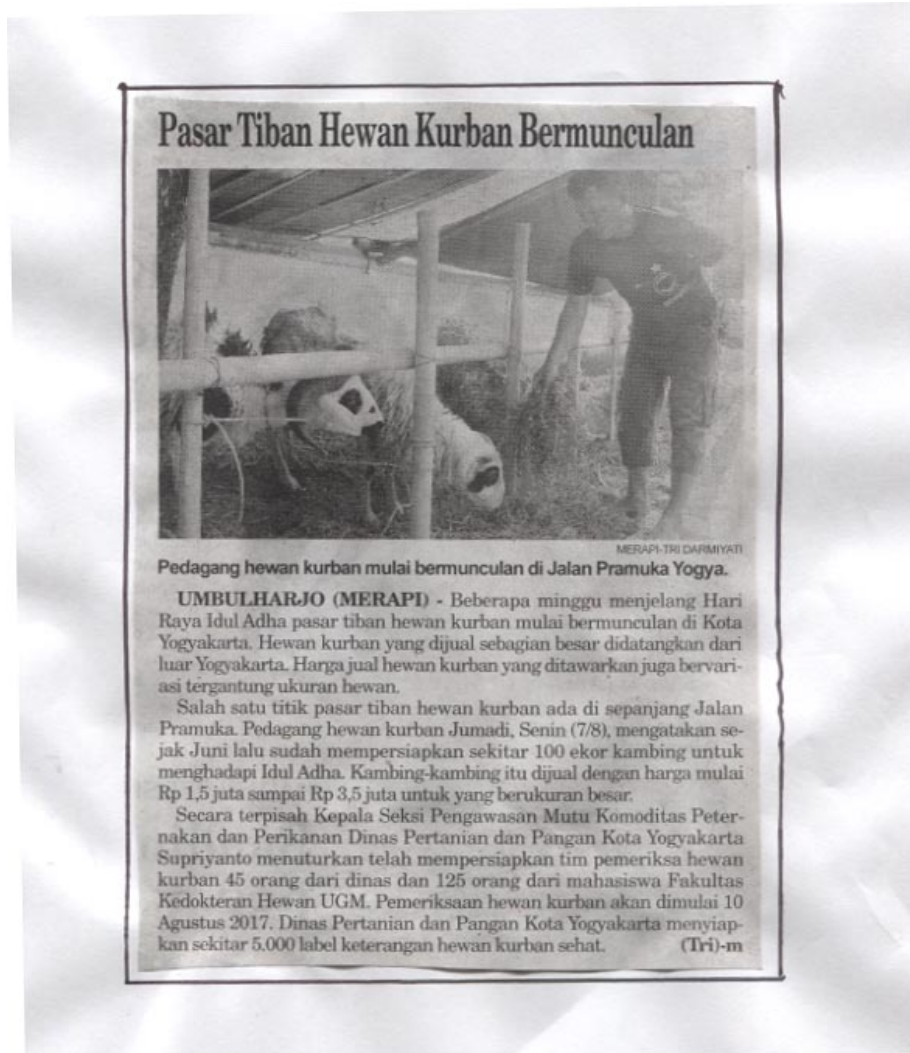 Pasar Tiban Hewan Kurban Bermunculan
MERAPI-TRI DARMIYATI
Pedagang hewan kurban mulai bermunculan di Jalan Pramuka Yogya.
UMBULHARJO (MERAPI) - Beberapa minggu menjelang Hari
Raya Idul Adha pasar tiban hewan kurban mulai bermunculan di Kota
Yogyakarta. Hewan kurban yang dijual sebagian besar didatangkan dari
luar Yogyakarta. Harga jual hewan kurban yang ditawarkan juga bervari-
asi tergantung ukuran hewan.
Salah satu titik pasar tiban hewan kurban ada di sepanjang Jalan
Pramuka. Pedagang hewan kurban Jumadi, Senin (7/8), mengatakan se-
jak Juni lalu sudah mempersiapkan sekitar 100 ekor kambing untuk
menghadapi Idul Adha. Kambing-kambing itu dijual dengan harga mulai
Rp 1,5 juta sampai Rp 3,5 juta untuk yang berukuran besar.
Secara terpisah Kepala Seksi Pengawasan Mutu Komoditas Peter-
nakan dan Perikanan Dinas Pertanian dan Pangan Kota Yogyakarta
Supriyanto menuturkan telah mempersiapkan tim pemeriksa hewan
kurban 45 orang dari dinas dan 125 orang dari mahasiswa Fakultas
Kedokteran Hewan UGM. Pemeriksaan hewan kurban akan dimulai 10
Agustus 2017. Dinas Pertanian dan Pangan Kota Yogyakarta menyiap-
kan sekitar 5.000 label keterangan hewan kurban sehat. (Tri)-m